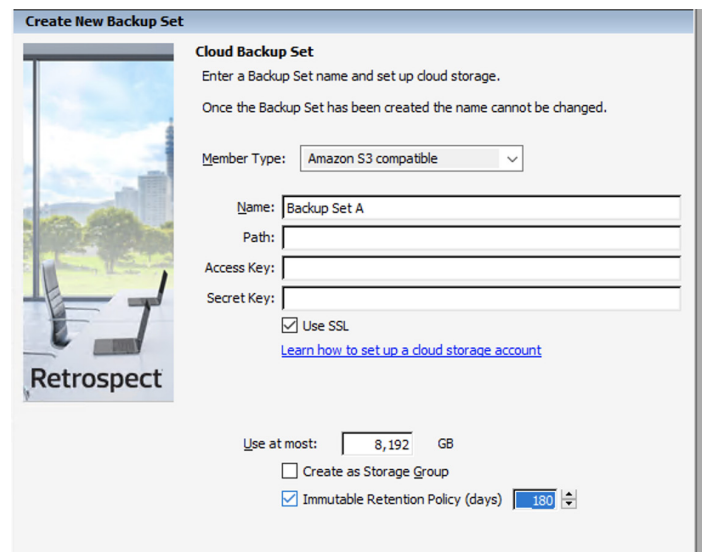 Create New Backup Set
Cloud Backup Set
Enter a Backup Set name and set up cloud storage.
Once the Backup Set has been created the name cannot be changed.
Member Type: Amazon S3 compatible
Name: Backup Set A
Path:
Access Key:
Secret Key:
Use SSL
Learn how to set up a cloud storage account
Retrospect
Use at most: 8,192 GB
Create as Storage Group
Immutable Retention Policy (days) 180